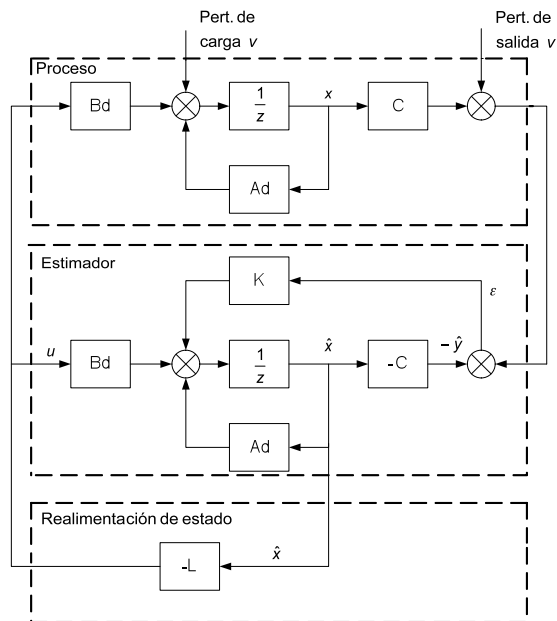 Pert. de
carga v
Pert. de
salida v
Proceso
Bd
1
z
x
C
Ad
Estimador
K
ε
u
Bd
1
z
x̂
-C
− ŷ
Ad
Realimentación de estado
-L
x̂